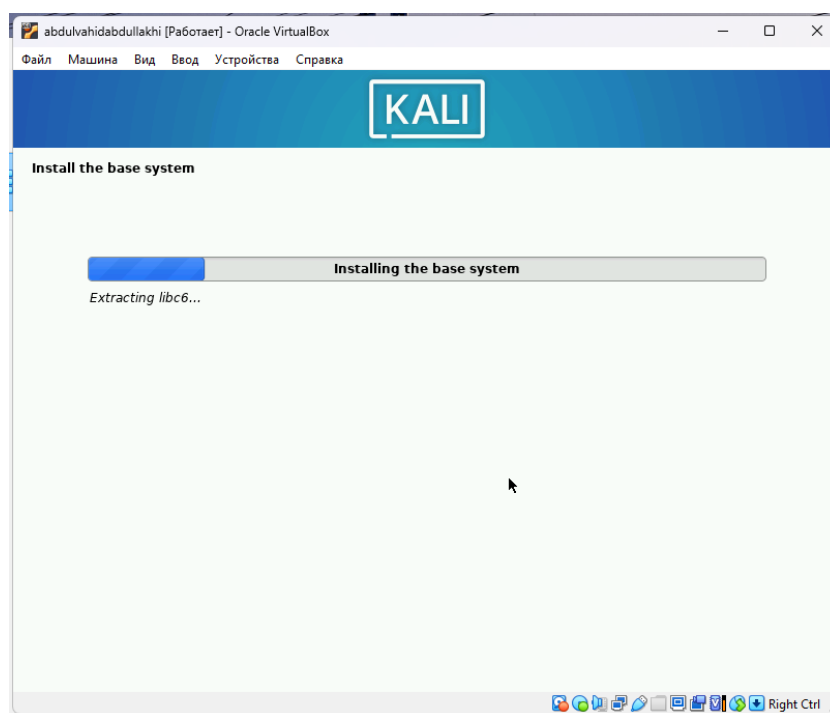 abdulvahidabdullakhi [Работает] - Oracle VirtualBox
Файл Машина Вид Ввод Устройства Справка
KALI
Install the base system
Installing the base system
Extracting libc6...
Right Ctrl